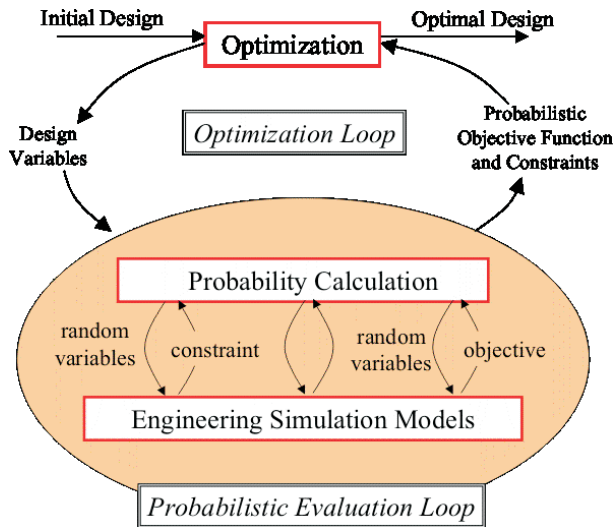 Initial Design
Optimization
Optimal Design
Design
Variables
Optimization Loop
Probabilistic
Objective Function
and Constraints
Probability Calculation
random
variables
constraint
random
variables
objective
Engineering Simulation Models
Probabilistic Evaluation Loop